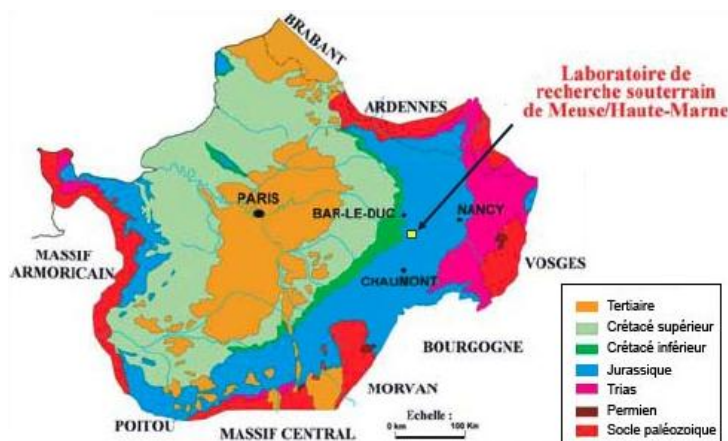 BRABANT
Laboratoire de
recherche souterrain
de Meuse/Haute-Marne
ARDENNES
PARIS
BAR-LE-DUC
NANCY
MASSIF
ARMORICAIN
VOSGES
CHAUMONT
BOURGOGNE
MORVAN
POITOU
MASSIF CENTRAL
Echelle :
0 km 100 Km
Tertiaire
Crétacé supérieur
Crétacé inférieur
Jurassique
Trias
Permien
Socle paléozoique